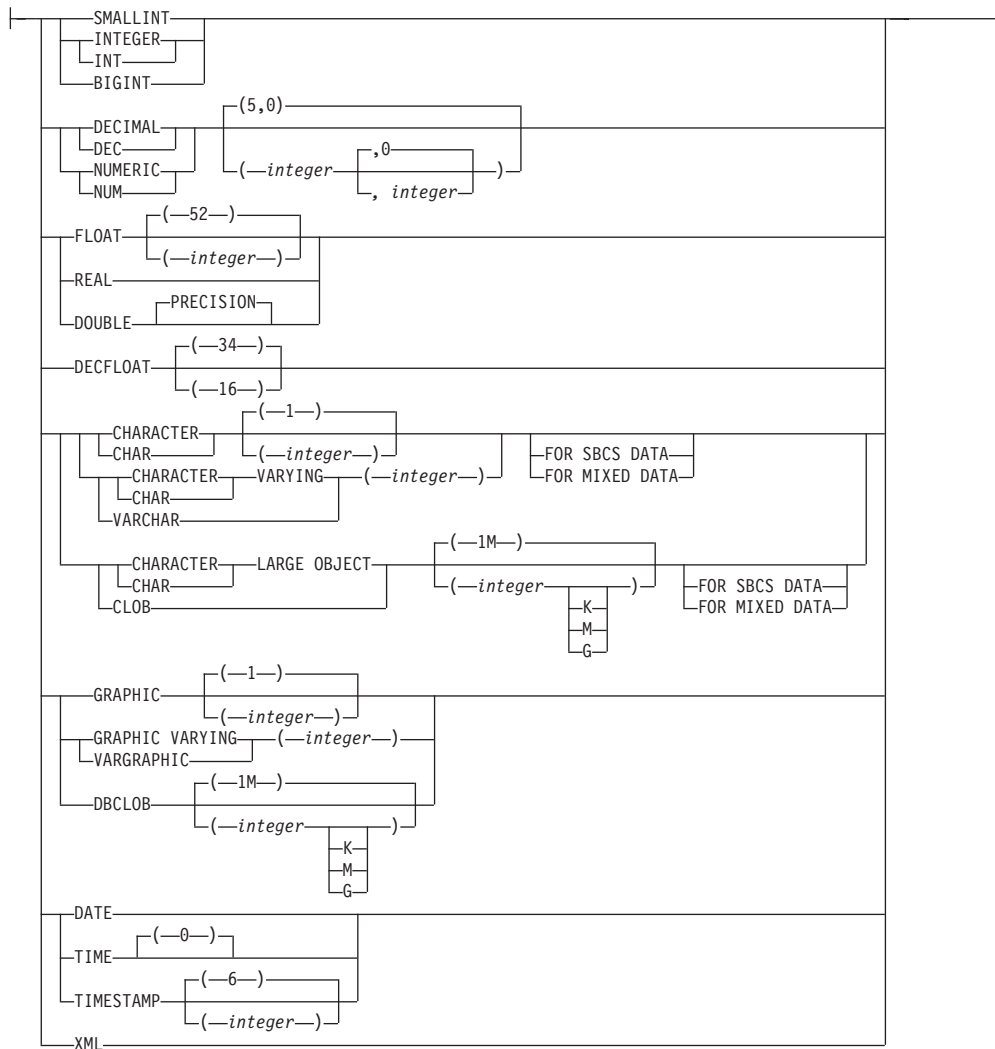 SMALLINT
INTEGER
INT
BIGINT
(5,0)
DECIMAL
DEC
,0
NUMERIC
( integer )
NUM
, integer
( 52 )
FLOAT
( integer )
REAL
PRECISION
DOUBLE
( 34 )
DECFLOAT
( 16 )
( 1 )
CHARACTER
CHAR
( integer )
FOR SBCS DATA
CHARACTER VARYING ( integer )
FOR MIXED DATA
CHAR
VARCHAR
( 1M )
CHARACTER LARGE OBJECT
CHAR
( integer )
FOR SBCS DATA
CLOB
K
FOR MIXED DATA
M
G
( 1 )
GRAPHIC
( integer )
GRAPHIC VARYING ( integer )
VARGRAPHIC
( 1M )
DBCLOB
( integer )
K
M
G
DATE
( 0 )
TIME
( 6 )
TIMESTAMP
( integer )
XML